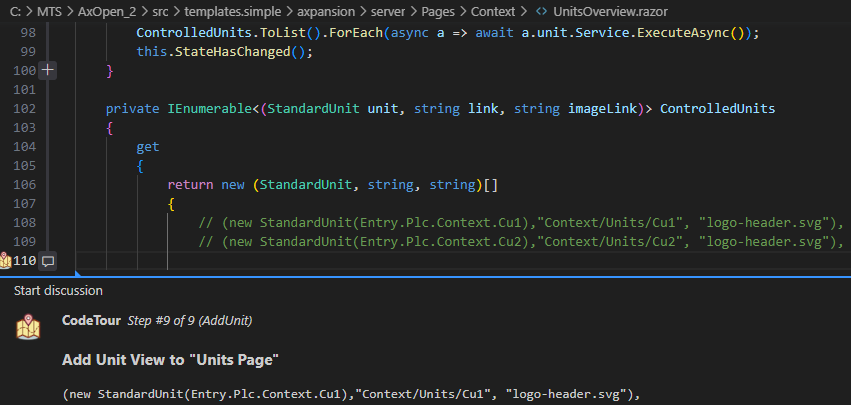 C: > MTS > AxOpen_2 > src > templates.simple > axpansion > server > Pages > Context > <> UnitsOverview.razor
98 ControlledUnits.ToList().ForEach(async a => await a.unit.Service.ExecuteAsync());
99 this.StateHasChanged();
100 }
101
102 private IEnumerable<(StandardUnit unit, string link, string imageLink)> ControlledUnits
103 {
104 get
105 {
106 return new (StandardUnit, string, string)[]
107 {
108 // (new StandardUnit(Entry.Plc.Context.Cu1),"Context/Units/Cu1", "logo-header.svg"),
109 // (new StandardUnit(Entry.Plc.Context.Cu2),"Context/Units/Cu2", "logo-header.svg"),
110
Start discussion
CodeTour Step #9 of 9 (AddUnit)
Add Unit View to "Units Page"
(new StandardUnit(Entry.Plc.Context.Cu1),"Context/Units/Cu1", "logo-header.svg"),